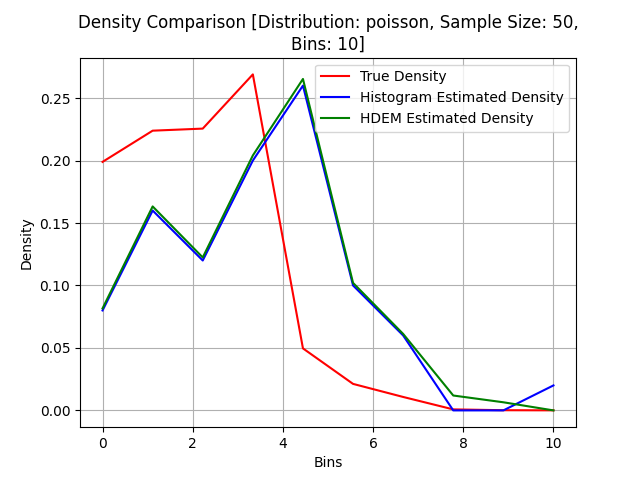 Density Comparison [Distribution: poisson, Sample Size: 50,
Bins: 10]
True Density
Histogram Estimated Density
HDEM Estimated Density
Density
0.25
0.20
0.15
0.10
0.05
0.00
0 2 4 6 8 10
Bins